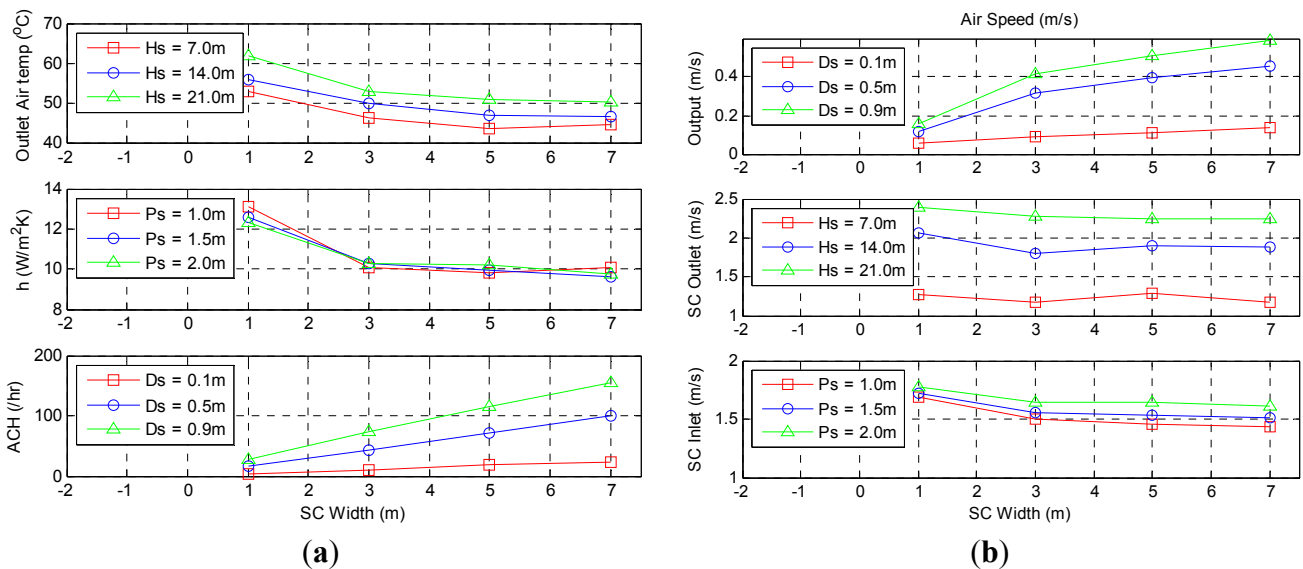 Outlet Air temp (⁰C)
70
60
50
40
Hs = 7.0m
Hs = 14.0m
Hs = 21.0m
-2 -1 0 1 2 3 4 5 6 7
h (W/m²K)
14
12
10
8
Ps = 1.0m
Ps = 1.5m
Ps = 2.0m
-2 -1 0 1 2 3 4 5 6 7
ACH (/hr)
200
100
0
Ds = 0.1m
Ds = 0.5m
Ds = 0.9m
-2 -1 0 1 2 3 4 5 6 7
SC Width (m)
(a)
Air Speed (m/s)
Output (m/s)
0.4
0.2
0
Ds = 0.1m
Ds = 0.5m
Ds = 0.9m
-2 -1 0 1 2 3 4 5 6 7
SC Outlet (m/s)
2.5
2
1.5
1
Hs = 7.0m
Hs = 14.0m
Hs = 21.0m
-2 -1 0 1 2 3 4 5 6 7
SC Inlet (m/s)
2
1.5
1
Ps = 1.0m
Ps = 1.5m
Ps = 2.0m
-2 -1 0 1 2 3 4 5 6 7
SC Width (m)
(b)